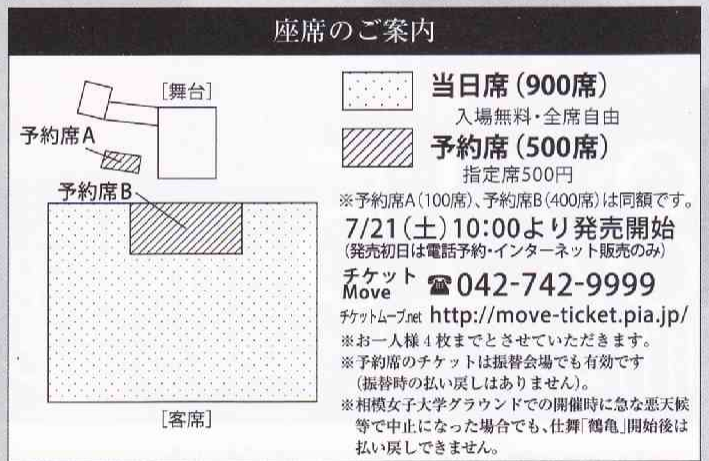 座席のご案内
[舞台]
予約席A
予約席B
[客席]
当日席（900席）
入場無料・全席自由
予約席（500席）
指定席500円
※予約席A（100席）、予約席B（400席）は同額です。
7/21（土）10:00より発売開始
（発売初日は電話予約・インターネット販売のみ）
チケット
Move ☎042-742-9999
チケットムーブ.net http://move-ticket.pia.jp/
※お一人様4枚までとさせていただきます。
※予約席のチケットは振替会場でも有効です
（振替時の払い戻しはありません）。
※相模女子大学グラウンドでの開催時に急な悪天候
等で中止になった場合でも、仕舞「鶴亀」開始後は
払い戻しできません。